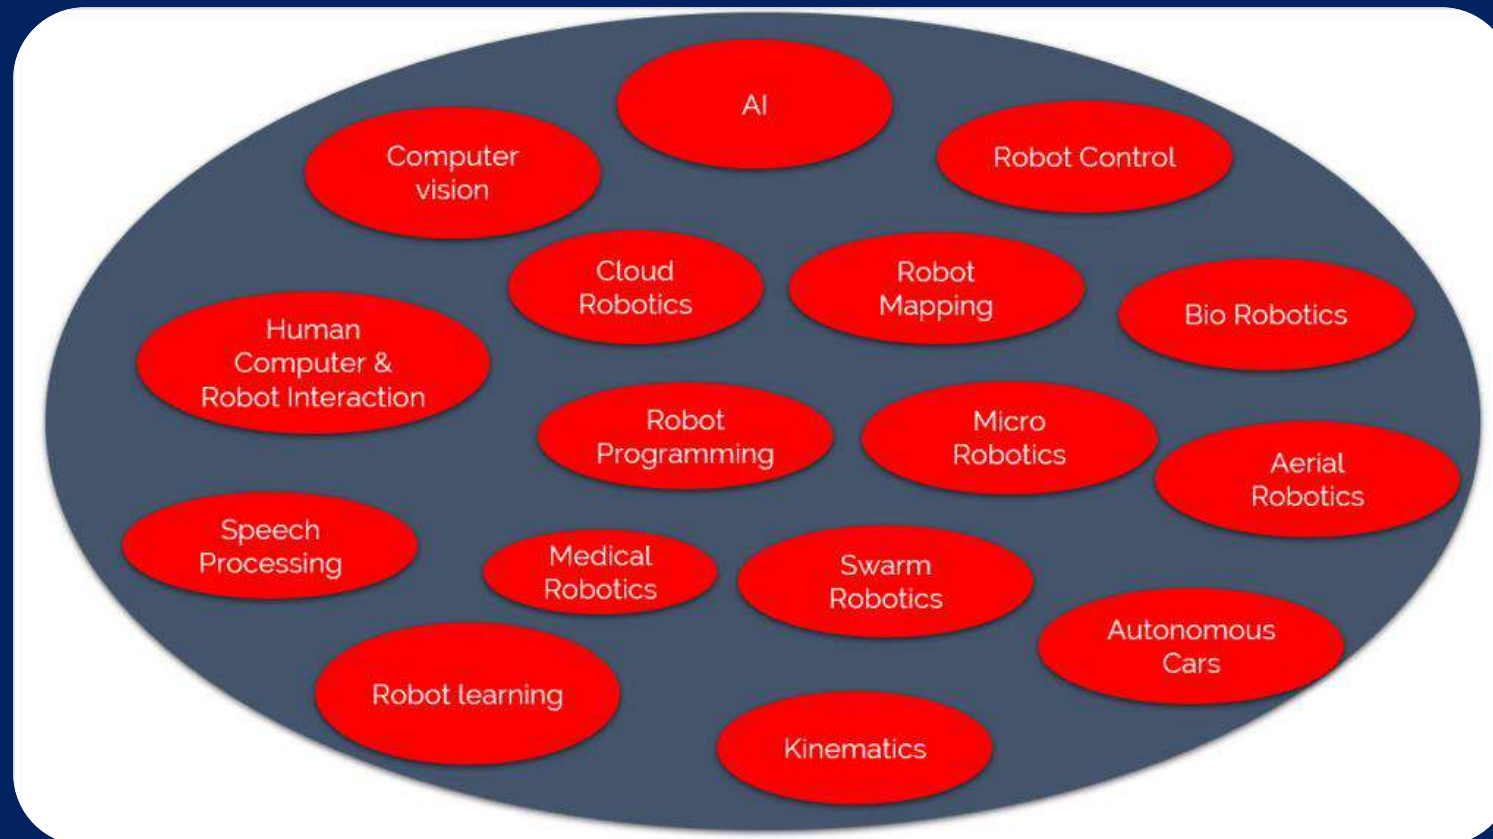 AI
Computer
vision
Robot Control
Cloud
Robotics
Robot
Mapping
Bio Robotics
Human
Computer &
Robot Interaction
Robot
Programming
Micro
Robotics
Aerial
Robotics
Speech
Processing
Medical
Robotics
Swarm
Robotics
Autonomous
Cars
Robot learning
Kinematics